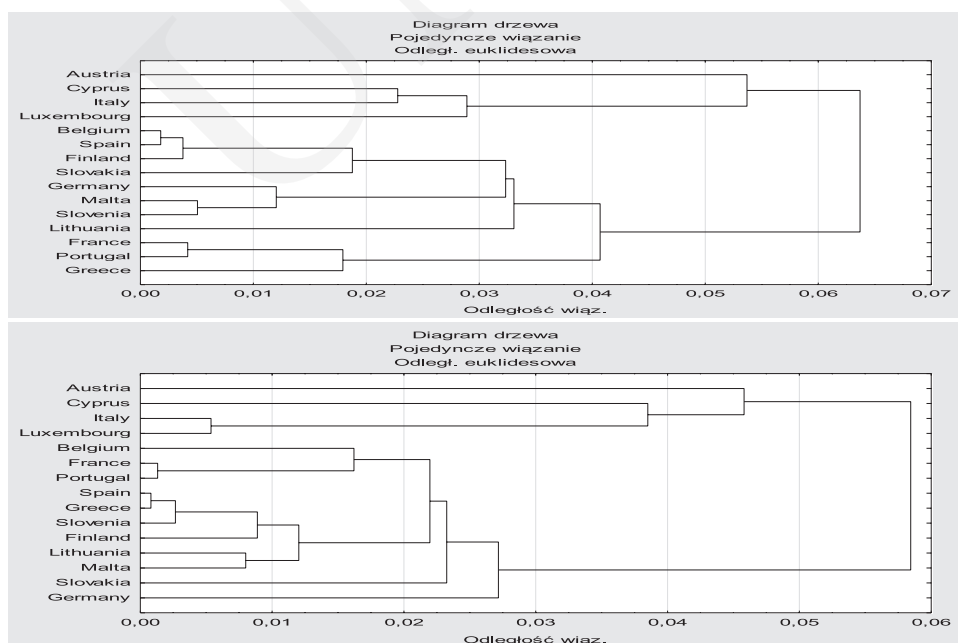 Diagram drzewa
Pojedyncze wiązanie
Odległ. euklidesowa
Austria
Cyprus
Italy
Luxembourg
Belgium
Spain
Finland
Slovakia
Germany
Malta
Slovenia
Lithuania
France
Portugal
Greece
0,00 0,01 0,02 0,03 0,04 0,05 0,06 0,07
Odległość wiąz.
Diagram drzewa
Pojedyncze wiązanie
Odległ. euklidesowa
Austria
Cyprus
Italy
Luxembourg
Belgium
France
Portugal
Spain
Greece
Slovenia
Finland
Lithuania
Malta
Slovakia
Germany
0,00 0,01 0,02 0,03 0,04 0,05 0,06
Odległość wiąz.